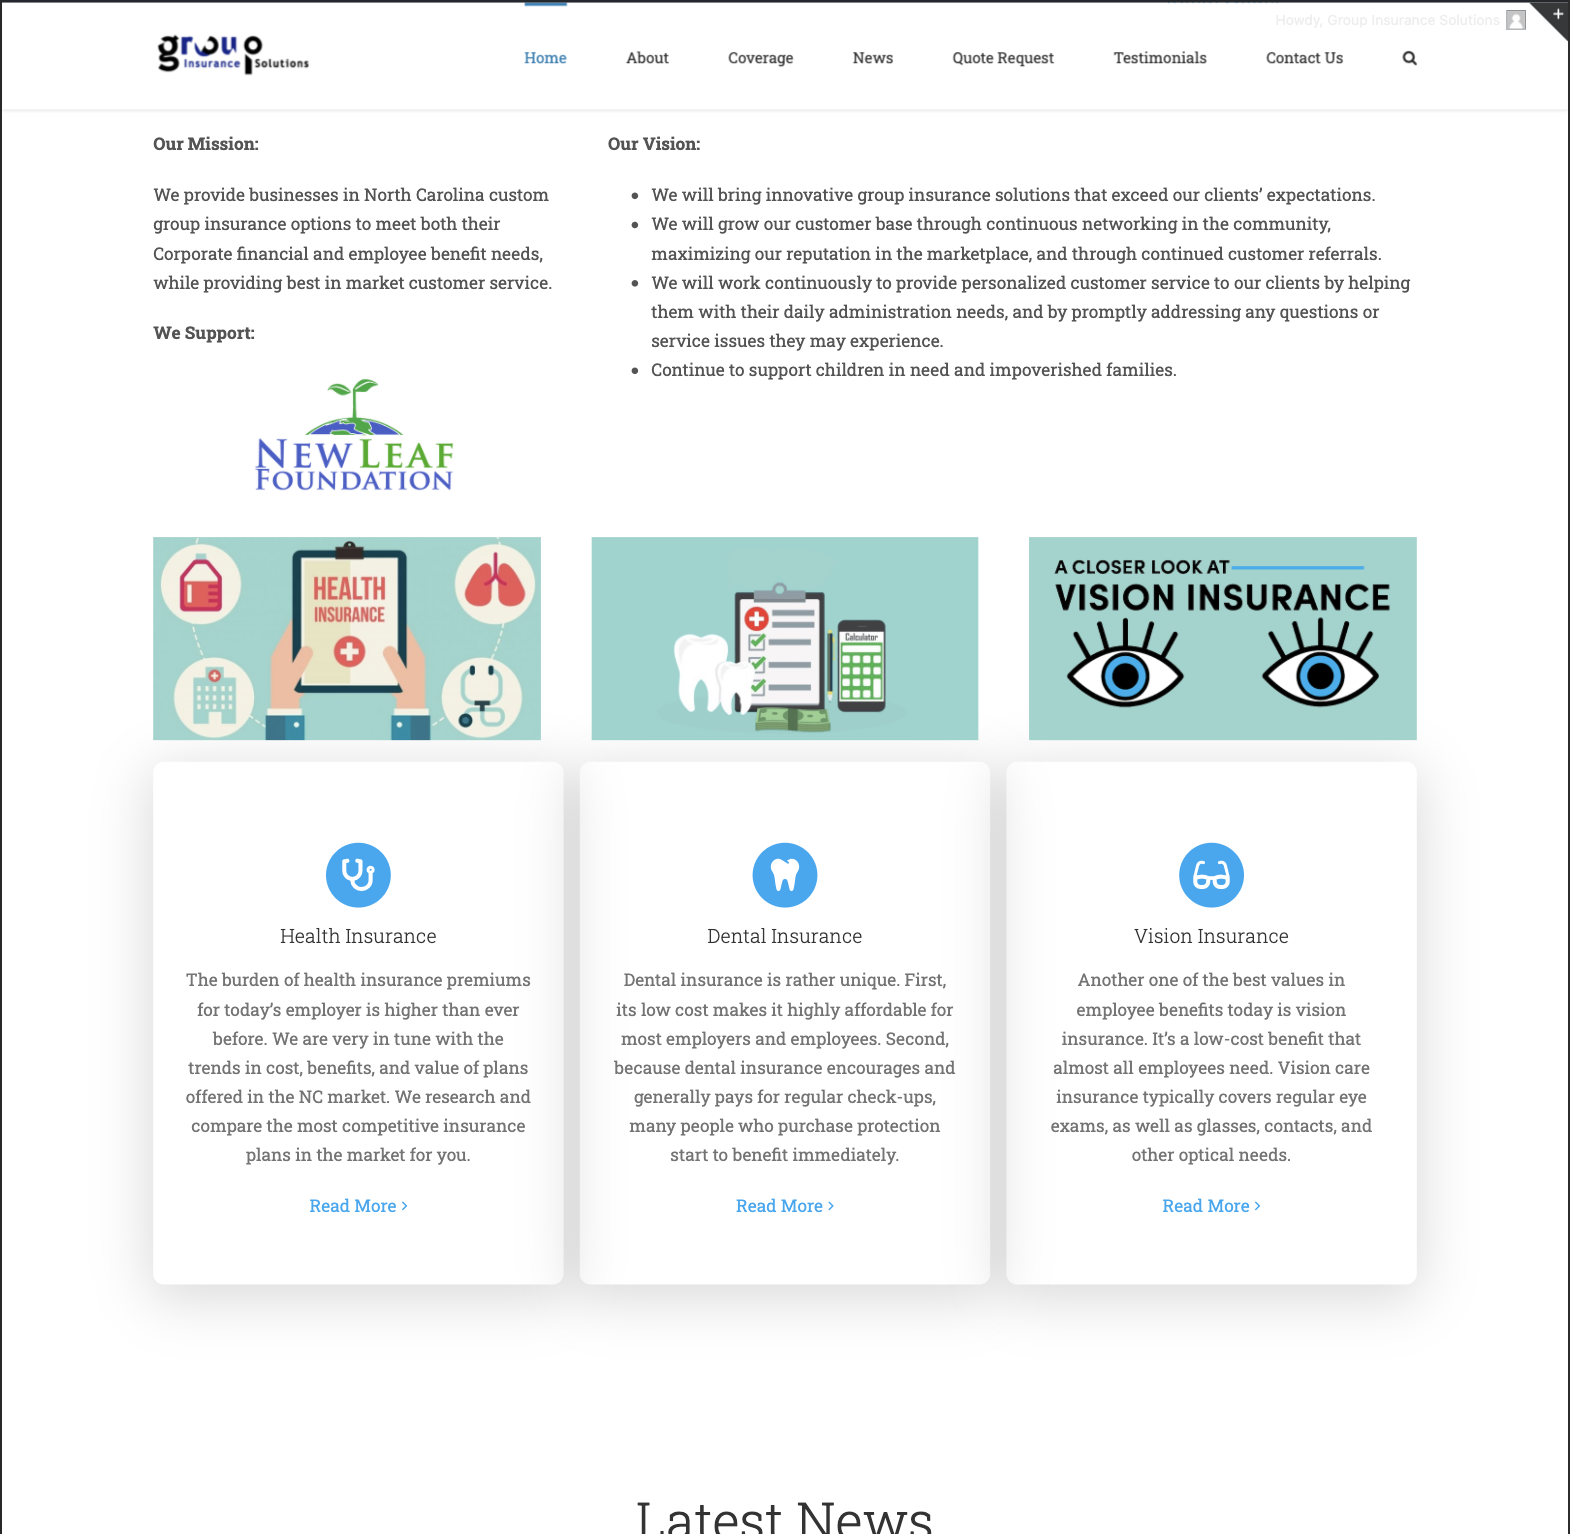 Howdy, Group Insurance Solutions
group
Insurance Solutions
Home About Coverage News Quote Request Testimonials Contact Us
Our Mission:
We provide businesses in North Carolina custom
group insurance options to meet both their
Corporate financial and employee benefit needs,
while providing best in market customer service.
We Support:
NEW LEAF
FOUNDATION
Our Vision:
• We will bring innovative group insurance solutions that exceed our clients’ expectations.
• We will grow our customer base through continuous networking in the community,
maximizing our reputation in the marketplace, and through continued customer referrals.
• We will work continuously to provide personalized customer service to our clients by helping
them with their daily administration needs, and by promptly addressing any questions or
service issues they may experience.
• Continue to support children in need and impoverished families.
HEALTH
INSURANCE
Calculator
A CLOSER LOOK AT
VISION INSURANCE
Health Insurance
The burden of health insurance premiums
for today’s employer is higher than ever
before. We are very in tune with the
trends in cost, benefits, and value of plans
offered in the NC market. We research and
compare the most competitive insurance
plans in the market for you.
Read More >
Dental Insurance
Dental insurance is rather unique. First,
its low cost makes it highly affordable for
most employers and employees. Second,
because dental insurance encourages and
generally pays for regular check-ups,
many people who purchase protection
start to benefit immediately.
Read More >
Vision Insurance
Another one of the best values in
employee benefits today is vision
insurance. It’s a low-cost benefit that
almost all employees need. Vision care
insurance typically covers regular eye
exams, as well as glasses, contacts, and
other optical needs.
Read More >
Latest News